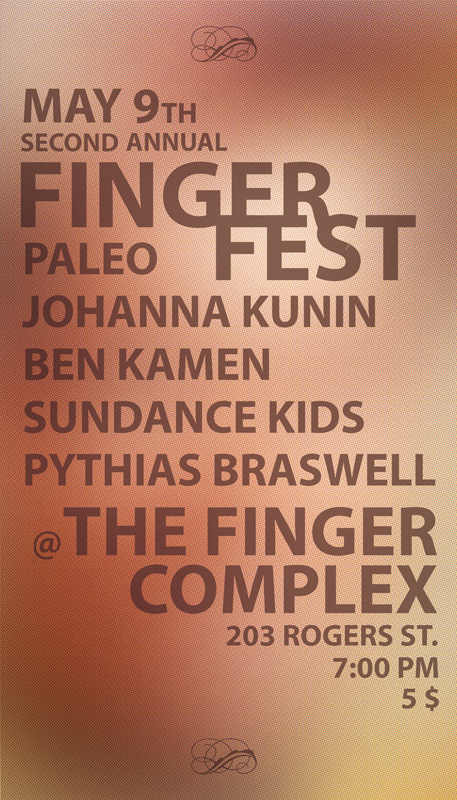 MAY 9TH
SECOND ANNUAL
FINGER
FEST
PALEO
JOHANNA KUNIN
BEN KAMEN
SUNDANCE KIDS
PYTHIAS BRASWELL
@ THE FINGER
COMPLEX
203 ROGERS ST.
7:00 PM
5 $